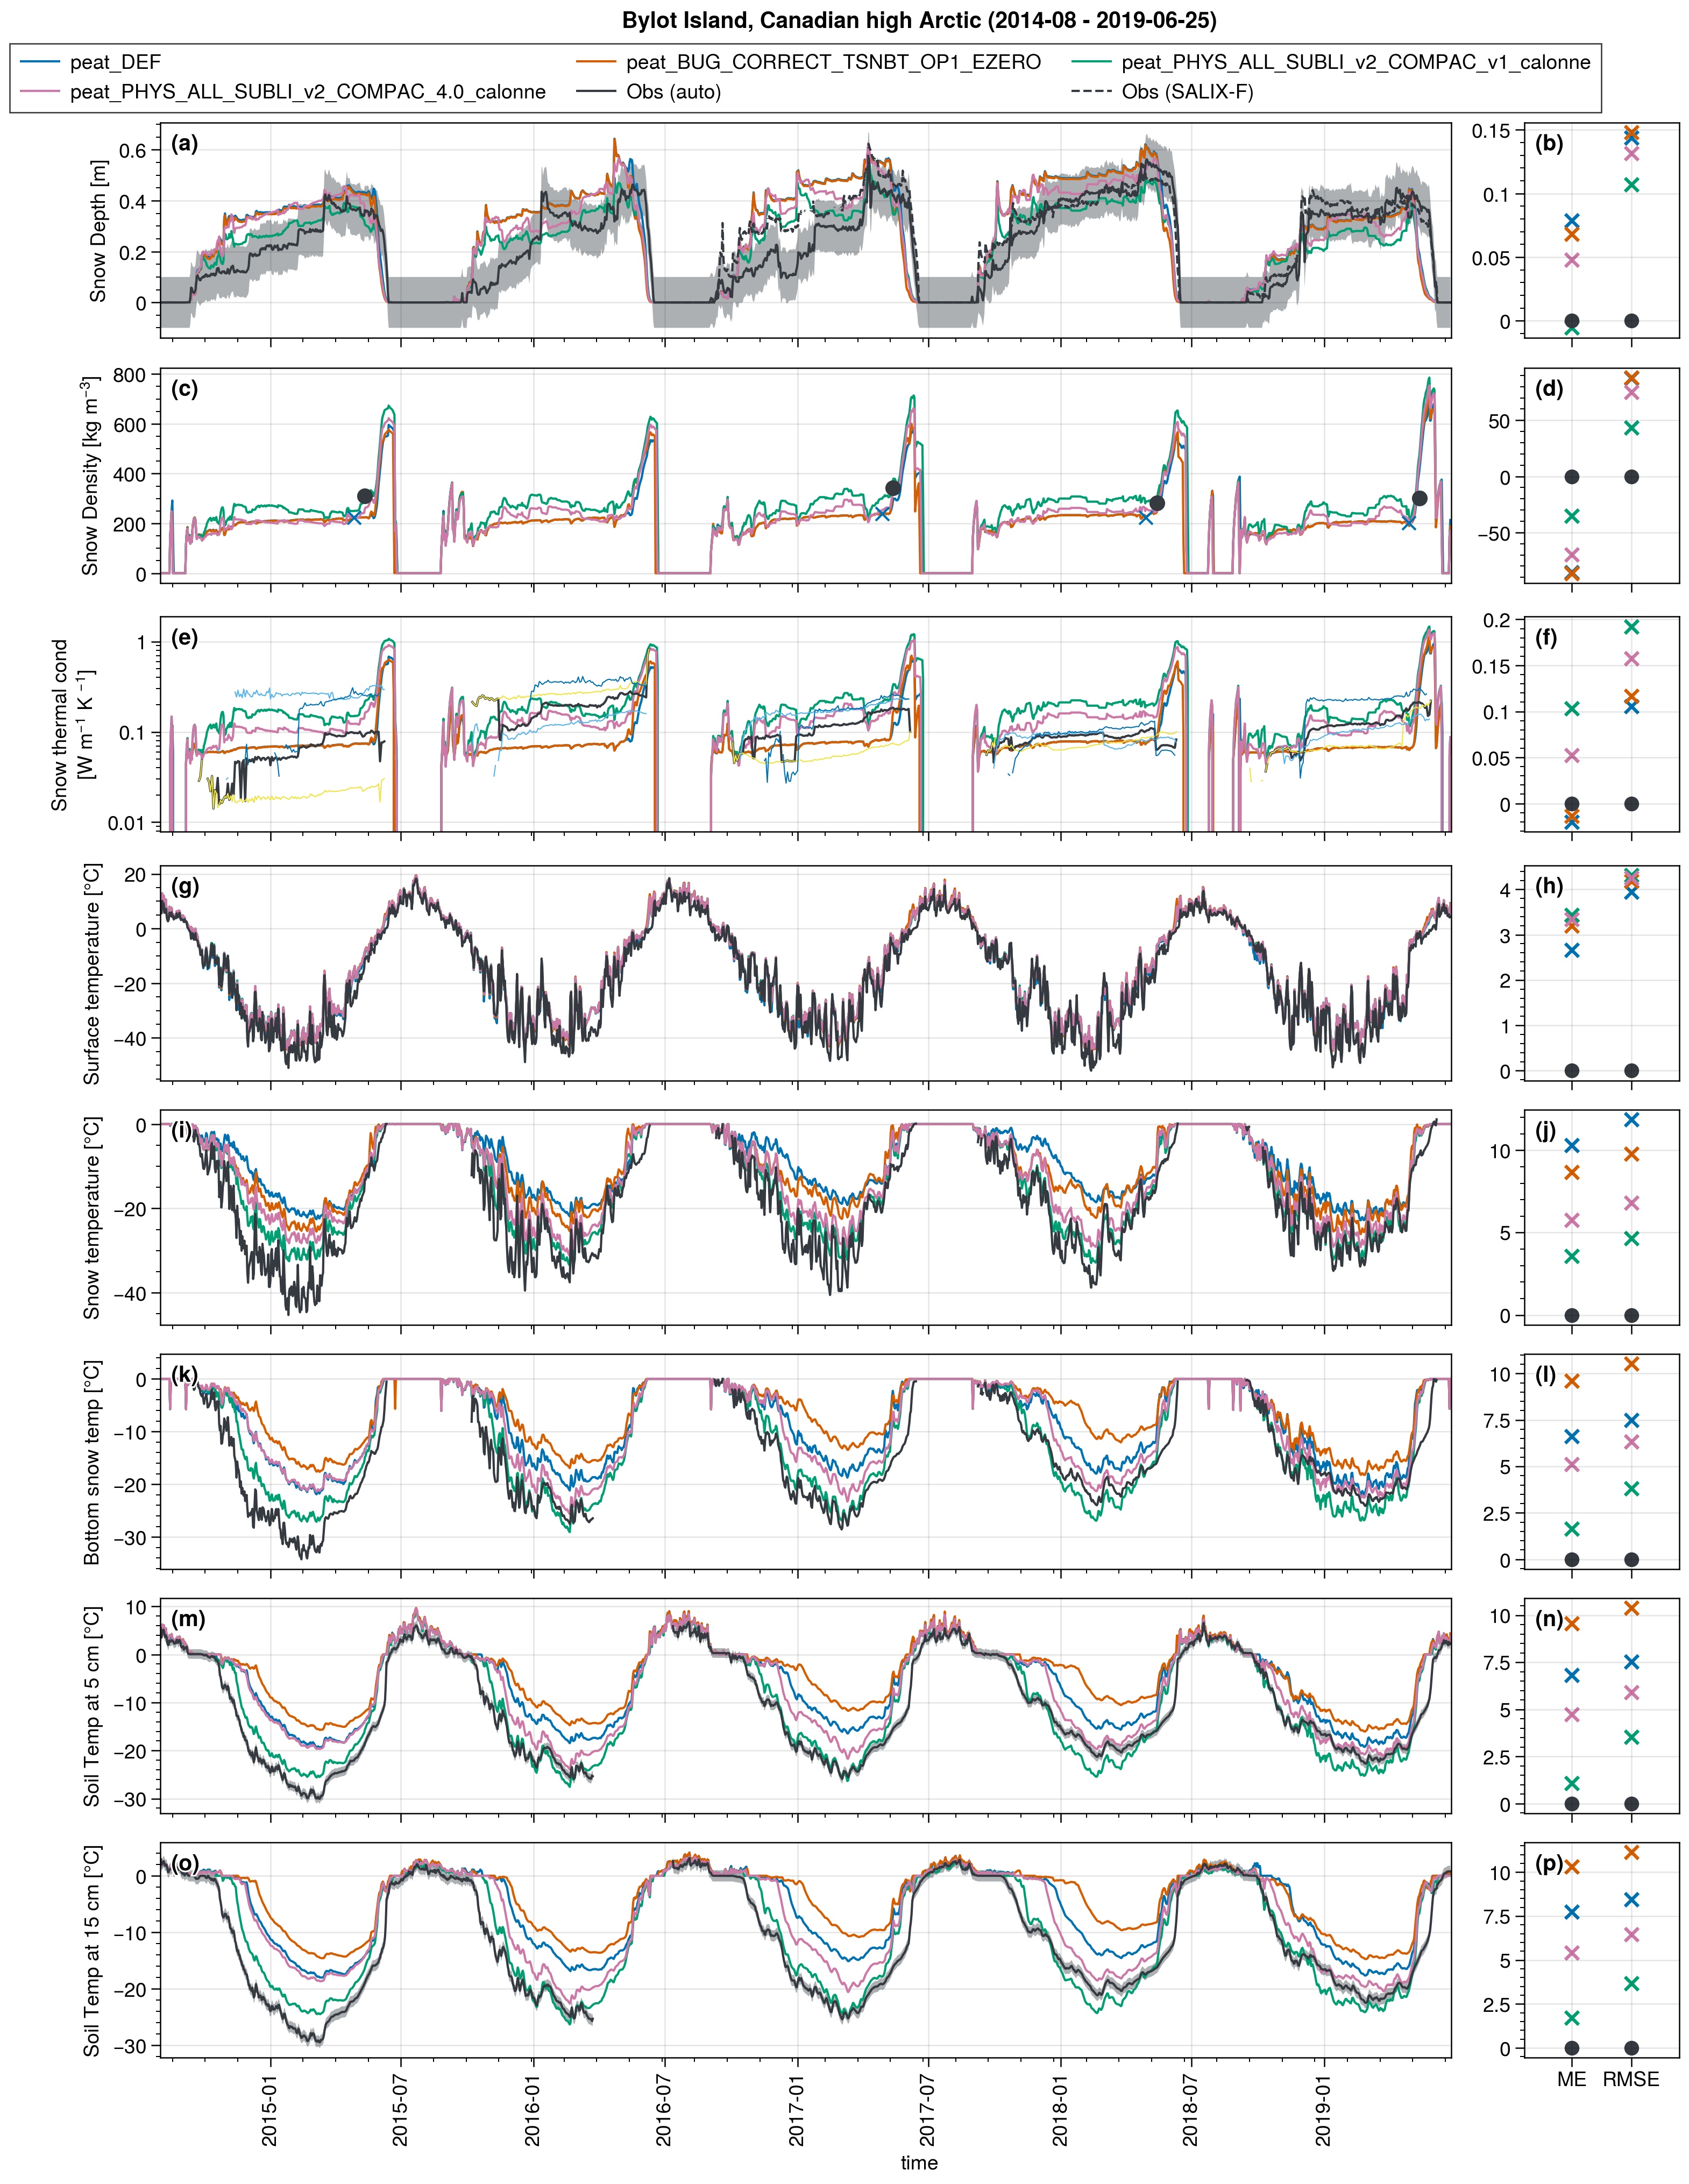 Bylot Island, Canadian high Arctic (2014-08 - 2019-06-25)
peat_DEF
peat_BUG_CORRECT_TSNBT_OP1_EZERO
peat_PHYS_ALL_SUBLI_v2_COMPAC_v1_calonne
peat_PHYS_ALL_SUBLI_v2_COMPAC_4.0_calonne
Obs (auto)
Obs (SALIX-F)
Snow Depth [m]
0.6
0.4
0.2
0
(a)
0.15
0.1
0.05
0
(b)
Snow Density [kg m⁻³]
800
600
400
200
0
(c)
50
0
−50
(d)
Snow thermal cond
[W m⁻¹ K⁻¹]
1
0.1
0.01
(e)
0.2
0.15
0.1
0.05
0
(f)
Surface temperature [°C]
20
0
−20
−40
(g)
4
3
2
1
0
(h)
Snow temperature [°C]
0
−20
−40
(i)
10
5
0
(j)
Bottom snow temp [°C]
0
−10
−20
−30
(k)
10
7.5
5
2.5
0
(l)
Soil Temp at 5 cm [°C]
10
0
−10
−20
−30
(m)
10
7.5
5
2.5
0
(n)
Soil Temp at 15 cm [°C]
0
−10
−20
−30
(o)
10
7.5
5
2.5
0
(p)
ME RMSE
2015-01
2015-07
2016-01
2016-07
2017-01
2017-07
2018-01
2018-07
2019-01
time